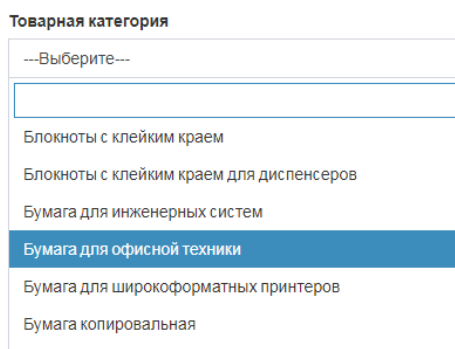 Товарная категория
---Выберите---
Блокноты с клейким краем
Блокноты с клейким краем для диспенсеров
Бумага для инженерных систем
Бумага для офисной техники
Бумага для широкоформатных принтеров
Бумага копировальная